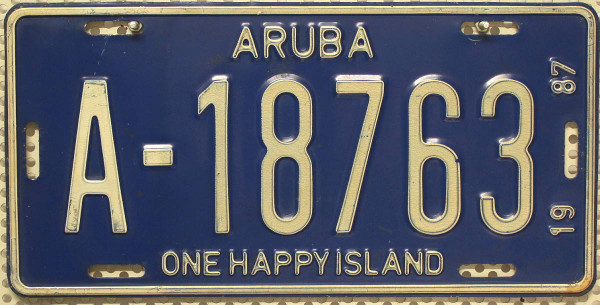 ARUBA
A-18763
19 87
ONE HAPPY ISLAND